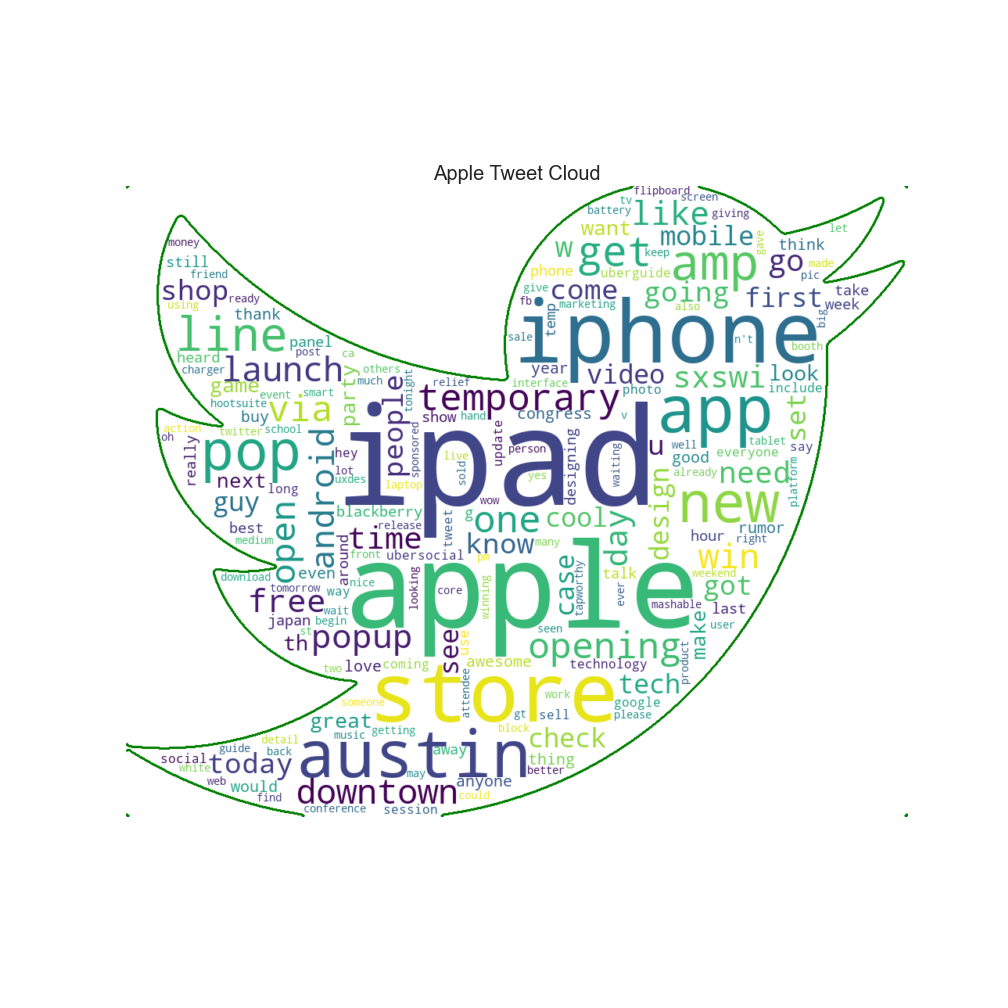 Apple Tweet Cloud
flipboard
tv
screen
battery
like
giving
want
mobile
let
money
w
get
keep
gave
think
still
amp
go
made
friend
phone
uberguide
pic
shop
ready
give
come
going
first
take
using
fb
marketing
also
week
thank
temp
iphone
big
line
panel
sale
n't
booth
heard
post
ca
year
video
sxswi
look
launch
others
interface
charger
much
relief
photo
include
game
event
smart
party
people
tonight
temporary
app
set
hootsuite
buy
via
show
hand
congress
v
ipad
action
twitter
school
update
u
oh
pop
android
hey
sponsored
live
person
designing
waiting
well
tablet
say
really
lot
sold
good
everyone
next
long
uxdes
laptop
yes
already
need
platform
guy
wow
design
new
blackberry
g
one
cool
day
best
open
time
release
tweet
know
many
hour
rumor
medium
around
front
ubersocial
pm
right
win
download
even
nice
looking
case
tapworthy
talk
weekend
tomorrow
way
core
winning
ever
got
free
wait
apple
mashable
last
japan
begin
st
seen
make
user
th
popup
see
use
opening
two
love
coming
awesome
technology
product
store
tech
someone
attendee
work
google
great
gt
sell
please
music
getting
block
check
detail
austin
guide
back
away
thing
social
today
white
may
anyone
better
web
would
downtown
could
find
conference
session